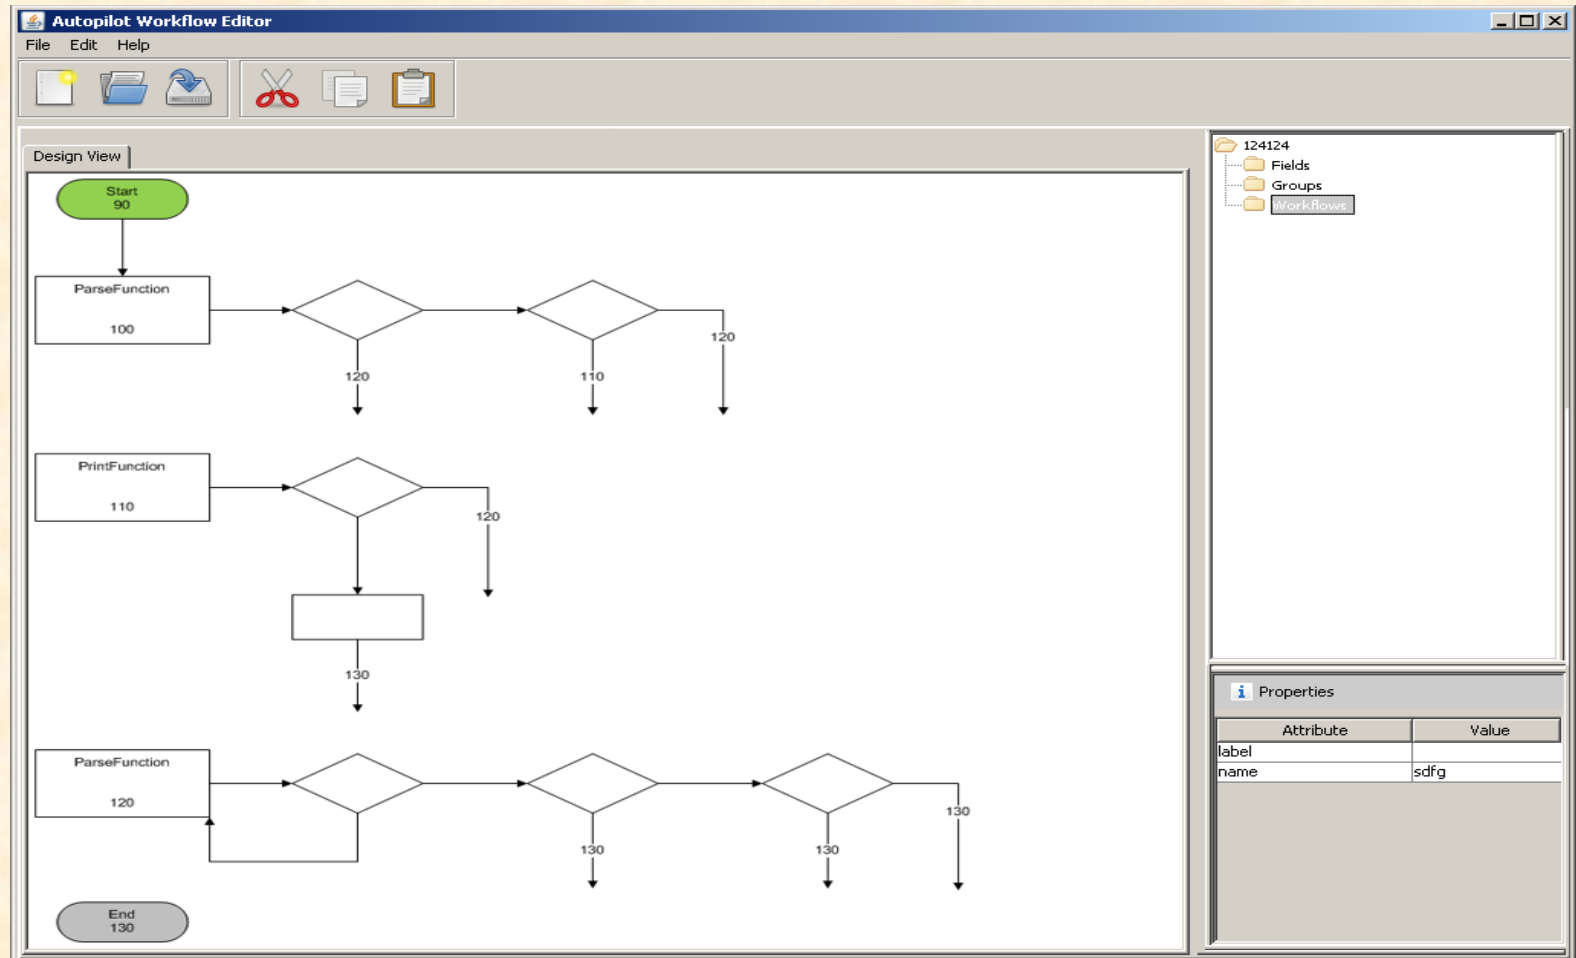 Autopilot Workflow Editor
File Edit Help
Design View
Start
90
ParseFunction
100
120
110
120
PrintFunction
110
120
130
ParseFunction
120
130
130
130
End
130
124124
Fields
Groups
Workflows
i Properties
Attribute Value
label
name sdfg